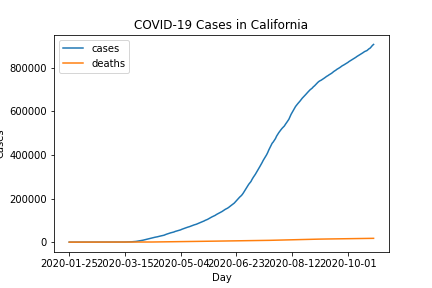 COVID-19 Cases in California
cases
deaths
800000
600000
400000
200000
0
cases
2020-01-25 2020-03-15 2020-05-04 2020-06-23 2020-08-12 2020-10-01
Day